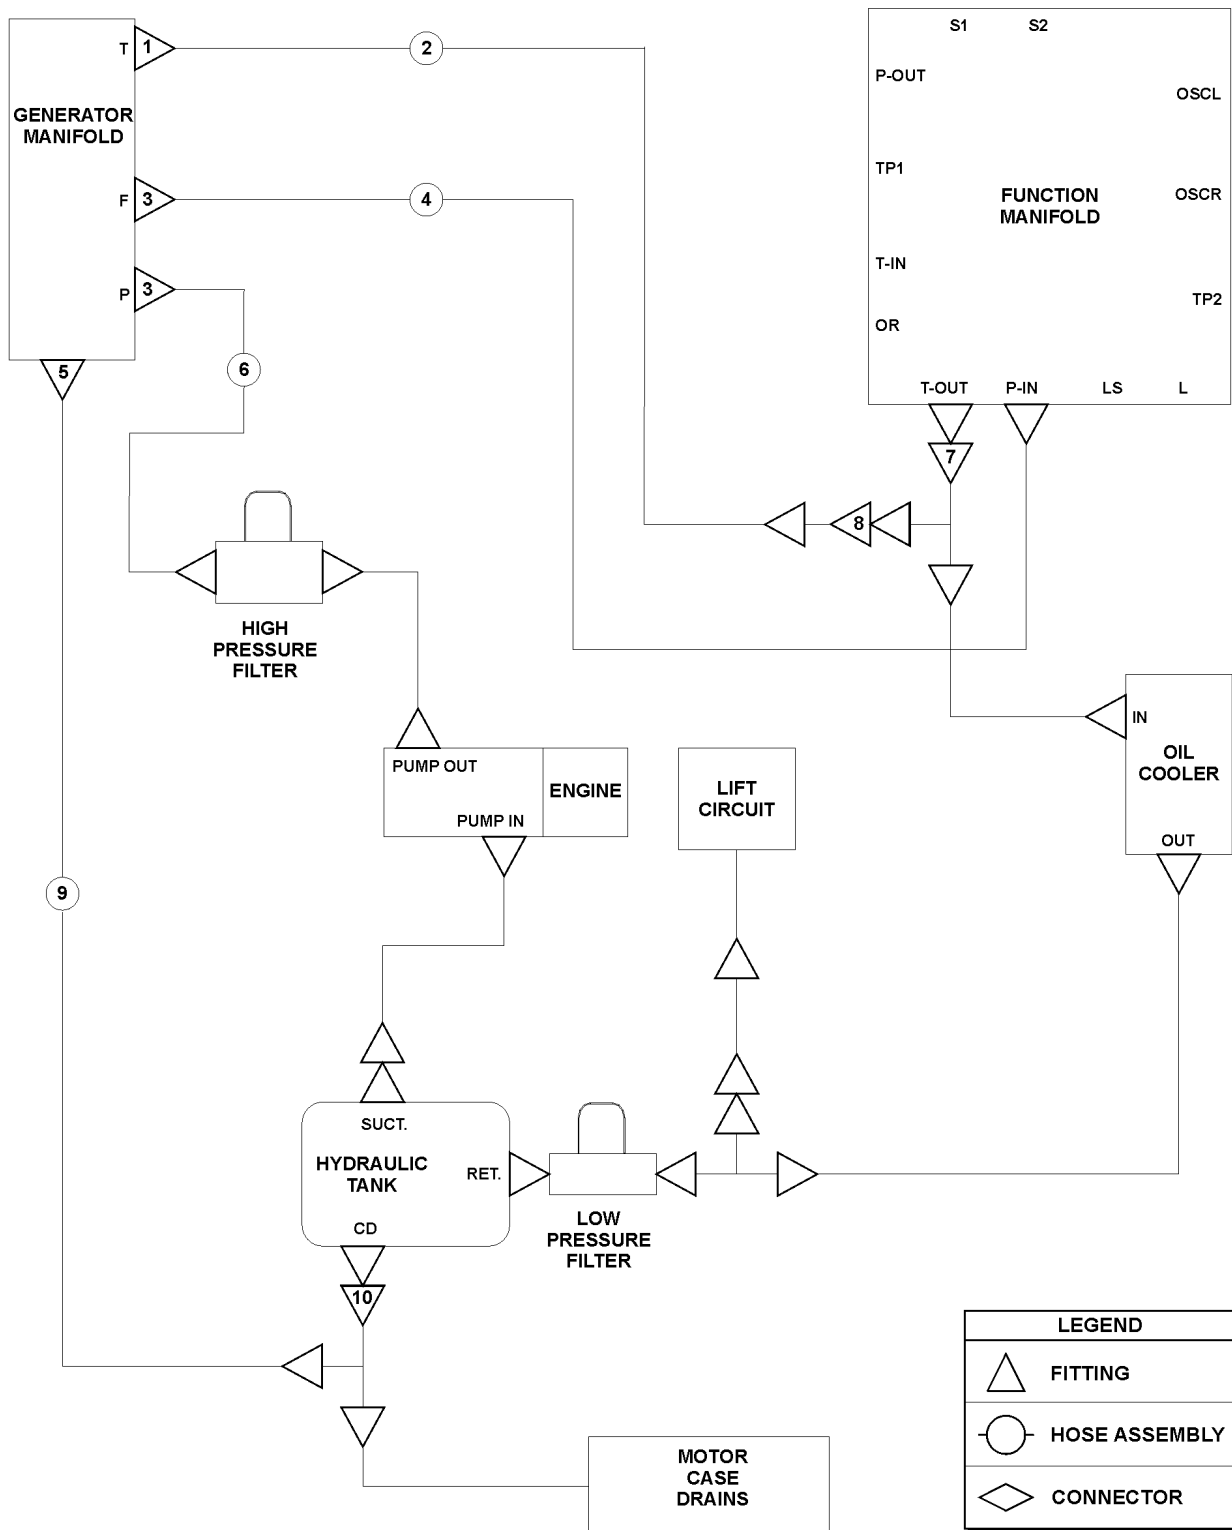 S1
S2
T
1
2
P-OUT
OSCL
GENERATOR
MANIFOLD
TP1
F
3
4
FUNCTION
MANIFOLD
OSCR
T-IN
P
3
TP2
OR
5
6
T-OUT
P-IN
LS
L
7
8
HIGH
PRESSURE
FILTER
IN
OIL
COOLER
OUT
PUMP OUT
PUMP IN
ENGINE
LIFT
CIRCUIT
9
SUCT.
HYDRAULIC
TANK
RET.
CD
LOW
PRESSURE
FILTER
10
MOTOR
CASE
DRAINS
LEGEND
FITTING
HOSE ASSEMBLY
CONNECTOR